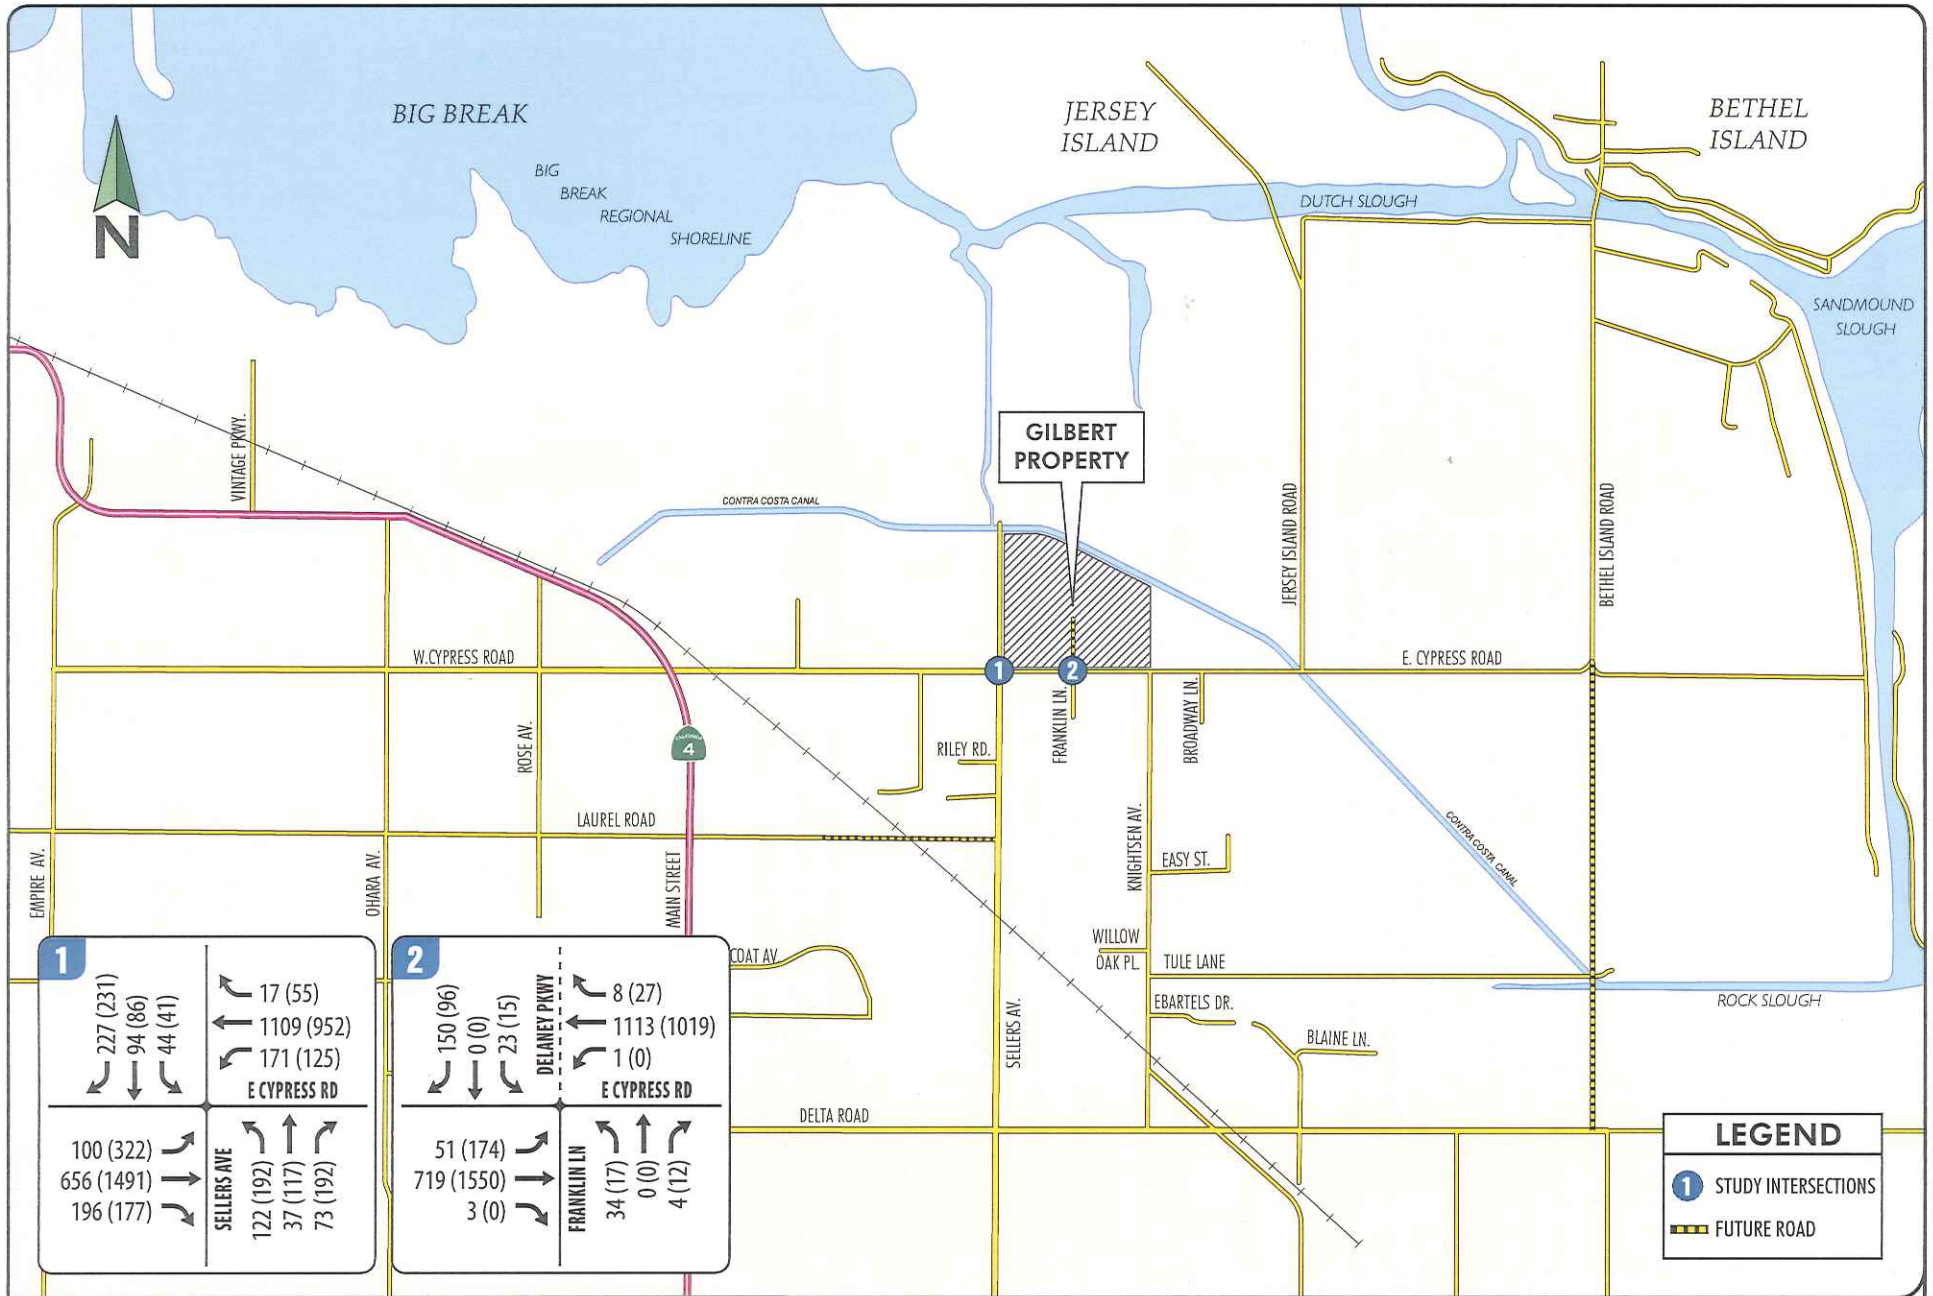 BIG BREAK
BIG
BREAK
REGIONAL
SHORELINE
JERSEY
ISLAND
BETHEL
ISLAND
DUTCH SLOUGH
SANDMOUND
SLOUGH
N
VINTAGE PKWY.
CONTRA COSTA CANAL
GILBERT
PROPERTY
JERSEY ISLAND ROAD
BETHEL ISLAND ROAD
W.CYPRESS ROAD
1
2
E. CYPRESS ROAD
ROSE AV.
CALIFORNIA
4
RILEY RD.
FRANKLIN LN.
BROADWAY LN.
LAUREL ROAD
EMPIRE AV.
OHARA AV.
MAIN STREET
KNIGHTSEN AV.
EASY ST.
CONTRA COSTA CANAL
WILLOW
OAK PL.
TULE LANE
COAT AV.
EBARTELS DR.
ROCK SLOUGH
SELLERS AV.
BLAINE LN.
DELTA ROAD
1
227 (231)
94 (86)
44 (41)
17 (55)
1109 (952)
171 (125)
E CYPRESS RD
100 (322)
656 (1491)
196 (177)
SELLERS AVE
122 (192)
37 (117)
73 (192)
2
150 (96)
0 (0)
23 (15)
DELANEY PKWY
8 (27)
1113 (1019)
1 (0)
E CYPRESS RD
51 (174)
719 (1550)
3 (0)
FRANKLIN LN
34 (17)
0 (0)
4 (12)
LEGEND
1 STUDY INTERSECTIONS
FUTURE ROAD